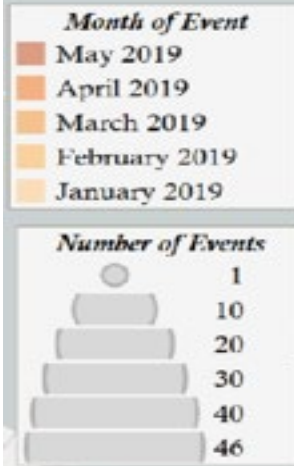 Month of Event
May 2019
April 2019
March 2019
February 2019
January 2019
Number of Events
1
10
20
30
40
46